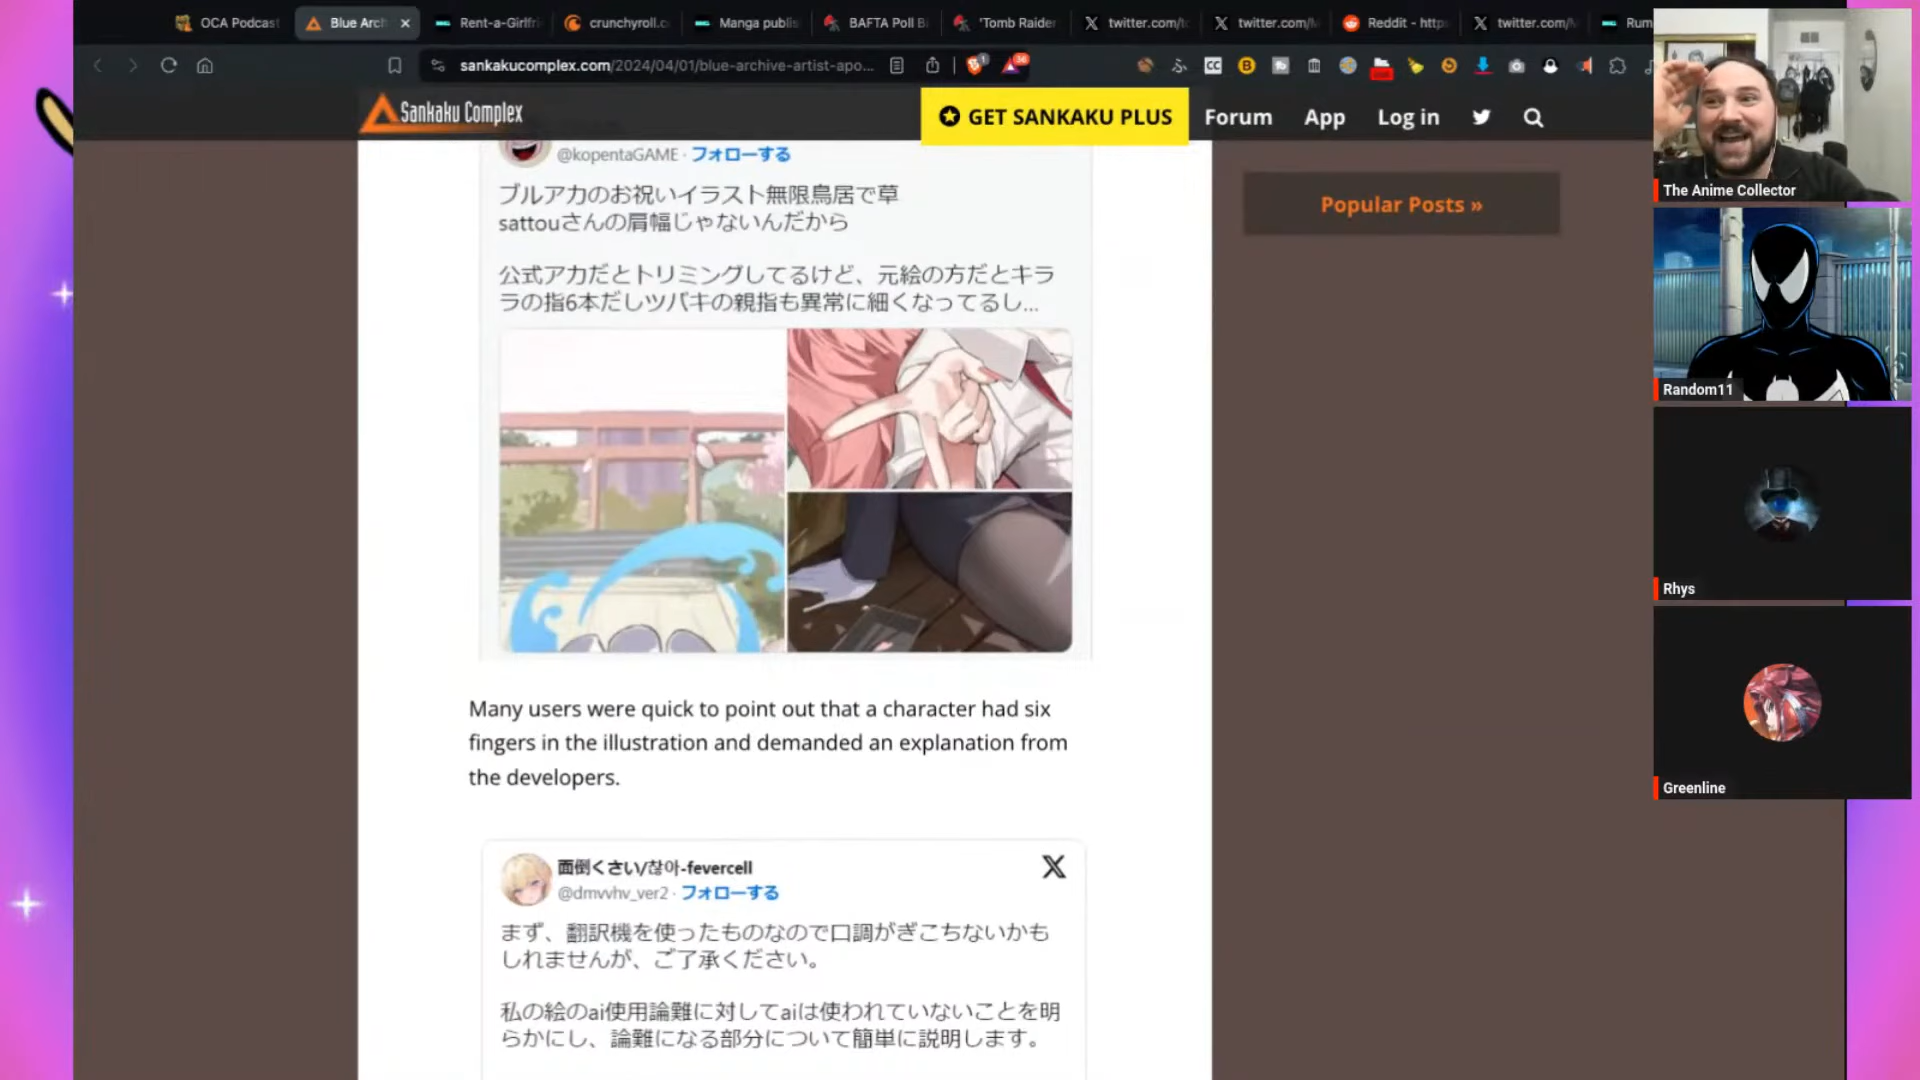 OCA Podcast
Blue Arch
Rent-a-Girlfri
crunchyroll.c
Manga publis
BAFTA Poll B
'Tomb Raider
twitter.com/t
twitter.com/
Reddit - http
twitter.com/
Rum
sankakucomplex.com/2024/04/01/blue-archive-artist-apo...
CC
Sankaku Complex
GET SANKAKU PLUS
Forum
App
Log in
@kopentaGAME · フォローする
ブルアカのお祝いイラスト無限鳥居で草
sattouさんの肩幅じゃないんだから
公式アカだとトリミングしてるけど、元絵の方だとキラ
ラの指6本だしツバキの親指も異常に細くなってるし...
Many users were quick to point out that a character had six
fingers in the illustration and demanded an explanation from
the developers.
面倒くさい/찮아-fevercell
@dmvvhv_ver2 · フォローする
まず、翻訳機を使ったものなので口調がぎこちないかも
しれませんが、ご了承ください。
私の絵のai使用論難に対してaiは使われていないことを明
らかにし、論難になる部分について簡単に説明します。
Popular Posts »
The Anime Collector
Random11
Rhys
Greenline